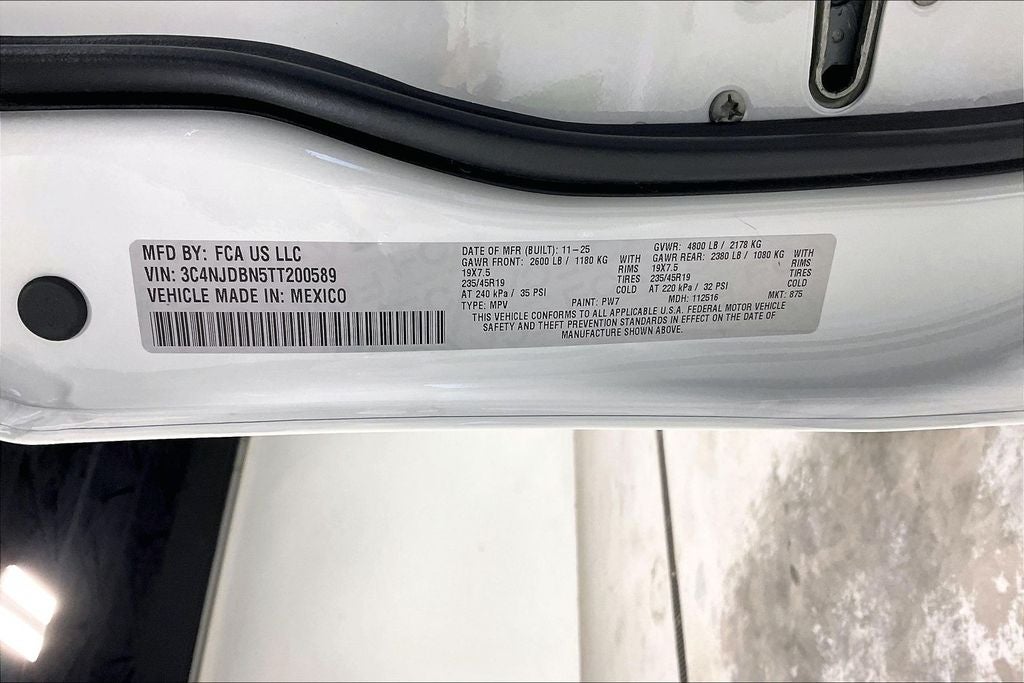 MFD BY: FCA US LLC
VIN: 3C4NJDBN5TT200589
VEHICLE MADE IN: MEXICO
DATE OF MFR (BUILT): 11-25
GVWR: 4800 LB / 2178 KG
GAWR FRONT: 2600 LB / 1180 KG WITH
GAWR REAR: 2380 LB / 1080 KG WITH
19X7.5 RIMS
19X7.5 RIMS
235/45R19 TIRES
235/45R19 TIRES
AT 240 kPa / 35 PSI COLD
AT 220 kPa / 32 PSI COLD
TYPE: MPV PAINT: PW7 MDH: 112516 MKT: 875
THIS VEHICLE CONFORMS TO ALL APPLICABLE U.S.A. FEDERAL MOTOR VEHICLE
SAFETY AND THEFT PREVENTION STANDARDS IN EFFECT ON THE DATE OF
MANUFACTURE SHOWN ABOVE.